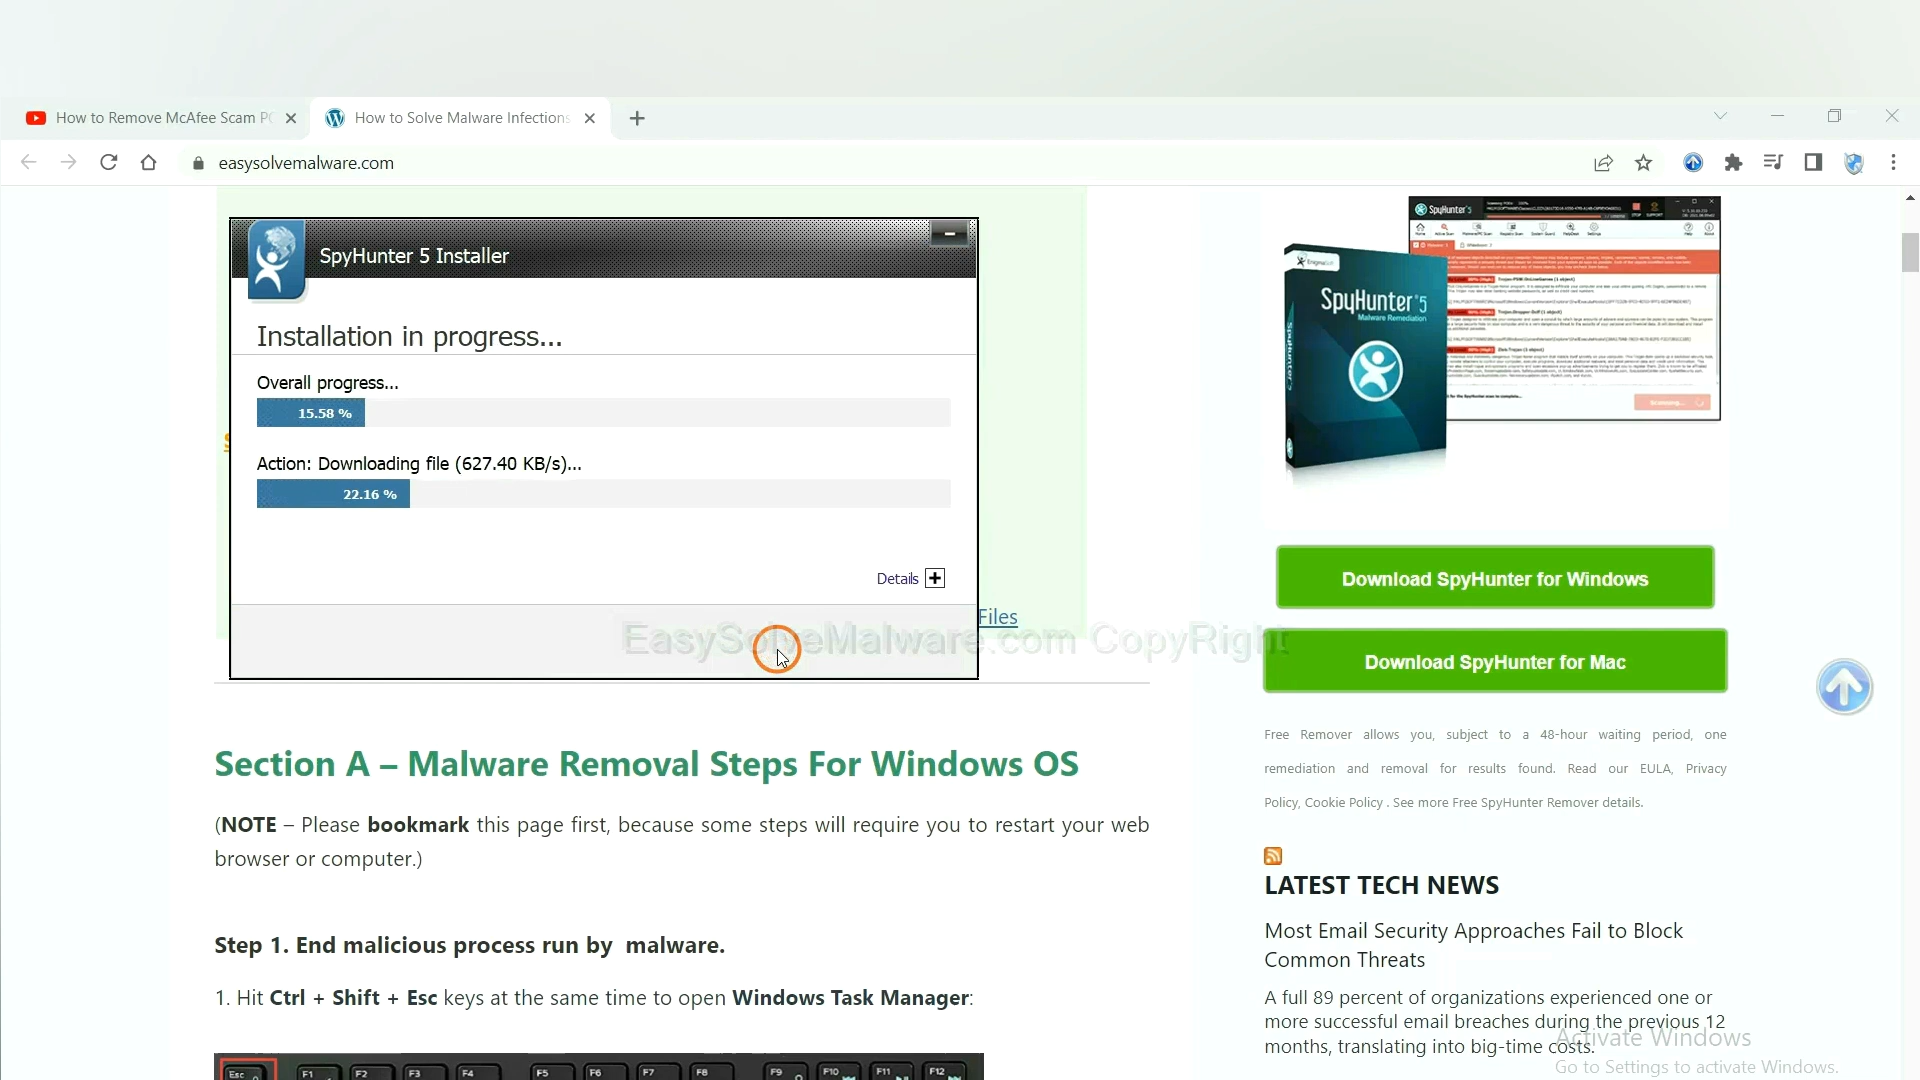 How to Remove McAfee Scam PC
How to Solve Malware Infections
easysolvemalware.com
SpyHunter 5 Installer
Installation in progress...
Overall progress...
15.58 %
Action: Downloading file (627.40 KB/s)...
22.16 %
Details
Files
EasySolveMalware.com CopyRight
Section A – Malware Removal Steps For Windows OS
(NOTE – Please bookmark this page first, because some steps will require you to restart your web
browser or computer.)
Step 1. End malicious process run by malware.
1. Hit Ctrl + Shift + Esc keys at the same time to open Windows Task Manager:
Esc F1 F2 F3 F4 F5 F6 F7 F8 F9 F10 F11 F12
SpyHunter 5
EnigmaSoft
SpyHunter 5
Malware Remediation
Download SpyHunter for Windows
Download SpyHunter for Mac
Free Remover allows you, subject to a 48-hour waiting period, one
remediation and removal for results found. Read our EULA, Privacy
Policy, Cookie Policy . See more Free SpyHunter Remover details.
LATEST TECH NEWS
Most Email Security Approaches Fail to Block
Common Threats
A full 89 percent of organizations experienced one or
more successful email breaches during the previous 12
months, translating into big-time costs.
Activate Windows
Go to Settings to activate Windows.